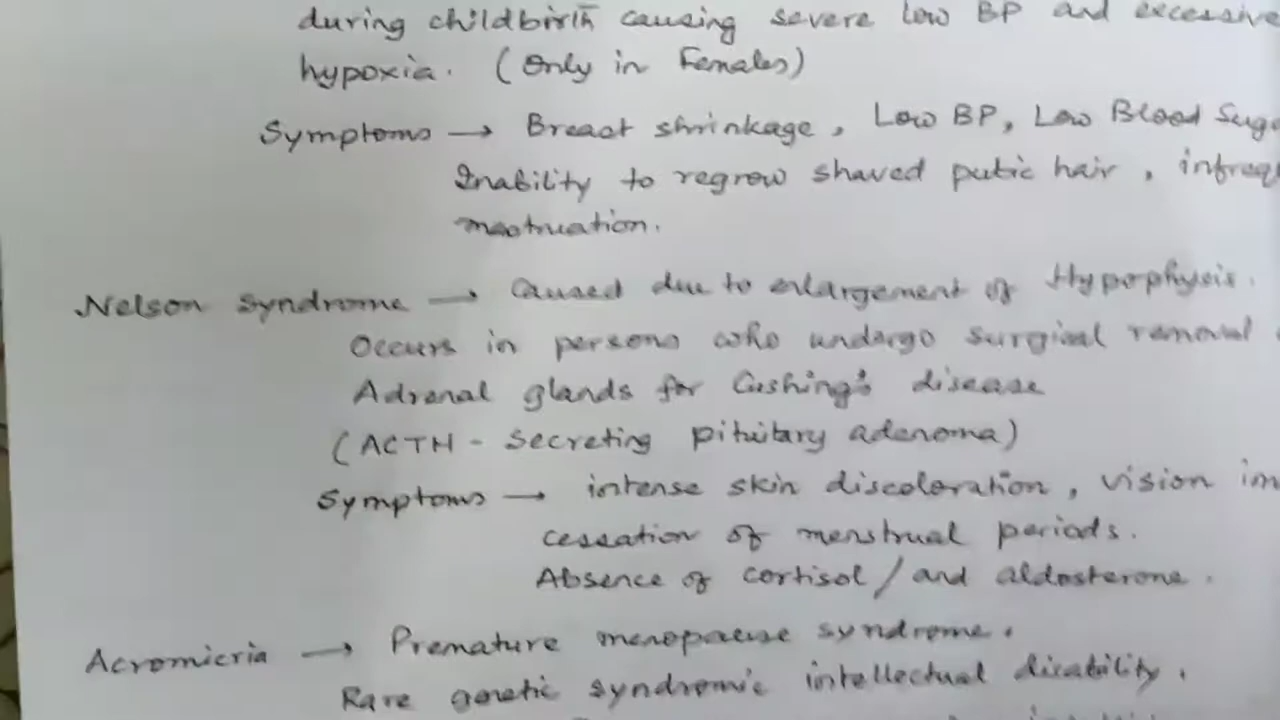 during childbirth causing severe low BP and excessive
hypoxia. (Only in Females)
Symptoms → Breast shrinkage, Low BP, Low Blood Suga
Inability to regrow shaved pubic hair, infreq
menstruation.
Nelson Syndrome → Caused due to enlargement of Hypophysis.
Occurs in persons who undergo surgical removal
Adrenal glands for Cushing's disease
(ACTH - Secreting pituitary adenoma)
Symptoms → intense skin discoloration, vision im
cessation of menstrual periods.
Absence of cortisol / and aldosterone.
Acromicria → Premature menopause syndrome.
Rare genetic syndromic intellectual disability.